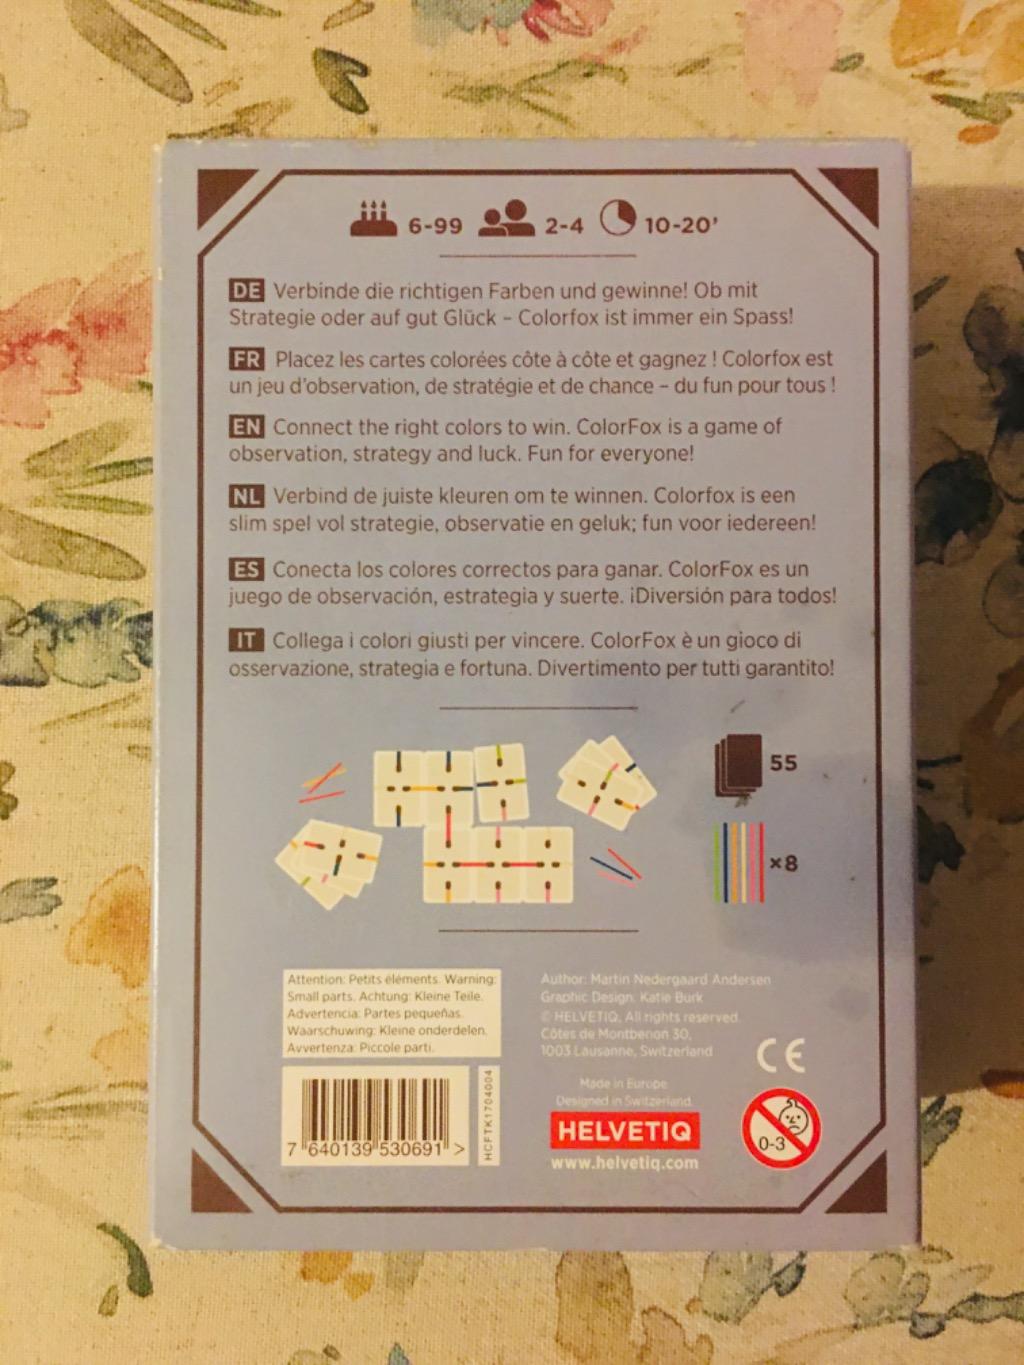 6-99 2-4 10-20'
DE Verbinde die richtigen Farben und gewinne! Ob mit
Strategie oder auf gut Glück – Colorfox ist immer ein Spass!
FR Placez les cartes colorées côte à côte et gagnez ! Colorfox est
un jeu d'observation, de stratégie et de chance – du fun pour tous !
EN Connect the right colors to win. ColorFox is a game of
observation, strategy and luck. Fun for everyone!
NL Verbind de juiste kleuren om te winnen. Colorfox is een
slim spel vol strategie, observatie en geluk; fun voor iedereen!
ES Conecta los colores correctos para ganar. ColorFox es un
juego de observación, estrategia y suerte. ¡Diversión para todos!
IT Collega i colori giusti per vincere. ColorFox è un gioco di
osservazione, strategia e fortuna. Divertimento per tutti garantito!
55
×8
Attention: Petits éléments. Warning:
Small parts. Achtung: Kleine Teile.
Advertencia: Partes pequeñas.
Waarschuwing: Kleine onderdelen.
Avvertenza: Piccole parti.
Author: Martin Nedergaard Andersen
Graphic Design: Katie Burk
© HELVETIQ. All rights reserved.
Côtes de Montbenon 30,
1003 Lausanne, Switzerland
CE
Made in Europe
Designed in Switzerland.
HELVETIQ
www.helvetiq.com
0-3
7 640139 530691 >
HCFTK1704004